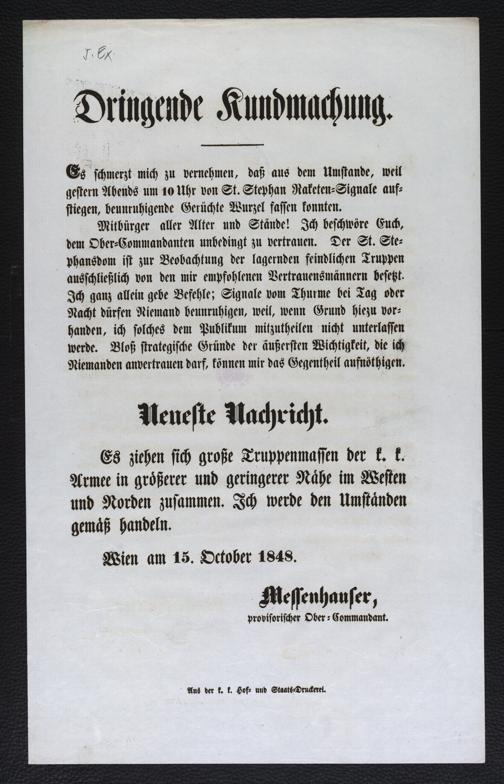 J. Ex.
Dringende Kundmachung.
Es schmerzt mich zu vernehmen, daß aus dem Umstande, weil
gestern Abends um 10 Uhr von St. Stephan Raketen-Signale auf-
stiegen, beunruhigende Gerüchte Wurzel fassen konnten.
Mitbürger aller Alter und Stände! Ich beschwöre Euch,
dem Ober-Commandanten unbedingt zu vertrauen. Der St. Ste-
phansdom ist zur Beobachtung der lagernden feindlichen Truppen
ausschließlich von den mir empfohlenen Vertrauensmännern besetzt.
Ich ganz allein gebe Befehle; Signale vom Thurme bei Tag oder
Nacht dürfen Niemand beunruhigen, weil, wenn Grund hiezu vor-
handen, ich solches dem Publikum mitzutheilen nicht unterlassen
werde. Bloß strategische Gründe der äußersten Wichtigkeit, die ich
Niemanden anvertrauen darf, können mir das Gegentheil aufnöthigen.
Neueste Nachricht.
Es ziehen sich große Truppenmassen der k. k.
Armee in größerer und geringerer Nähe im Westen
und Norden zusammen. Ich werde den Umständen
gemäß handeln.
Wien am 15. October 1848.
Messenhauser,
provisorischer Ober-Commandant.
Aus der k. k. Hof- und Staats-Druckerei.